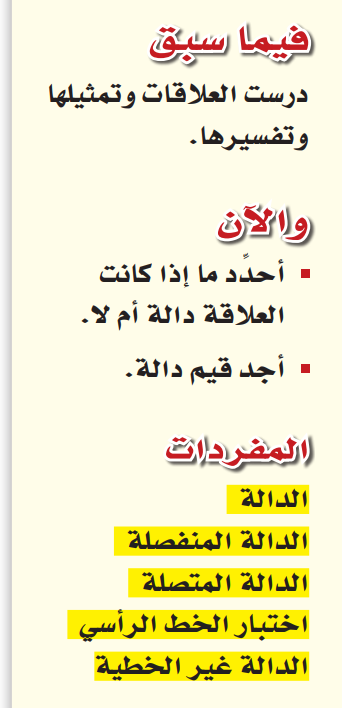 فيما سبق
درست العلاقات وتمثيلها
وتفسيرها.
والآن
▪ أحدِّد ما إذا كانت
العلاقة دالة أم لا.
▪ أجد قيم دالة.
المفردات
الدالة
الدالة المنفصلة
الدالة المتصلة
اختبار الخط الرأسي
الدالة غير الخطية